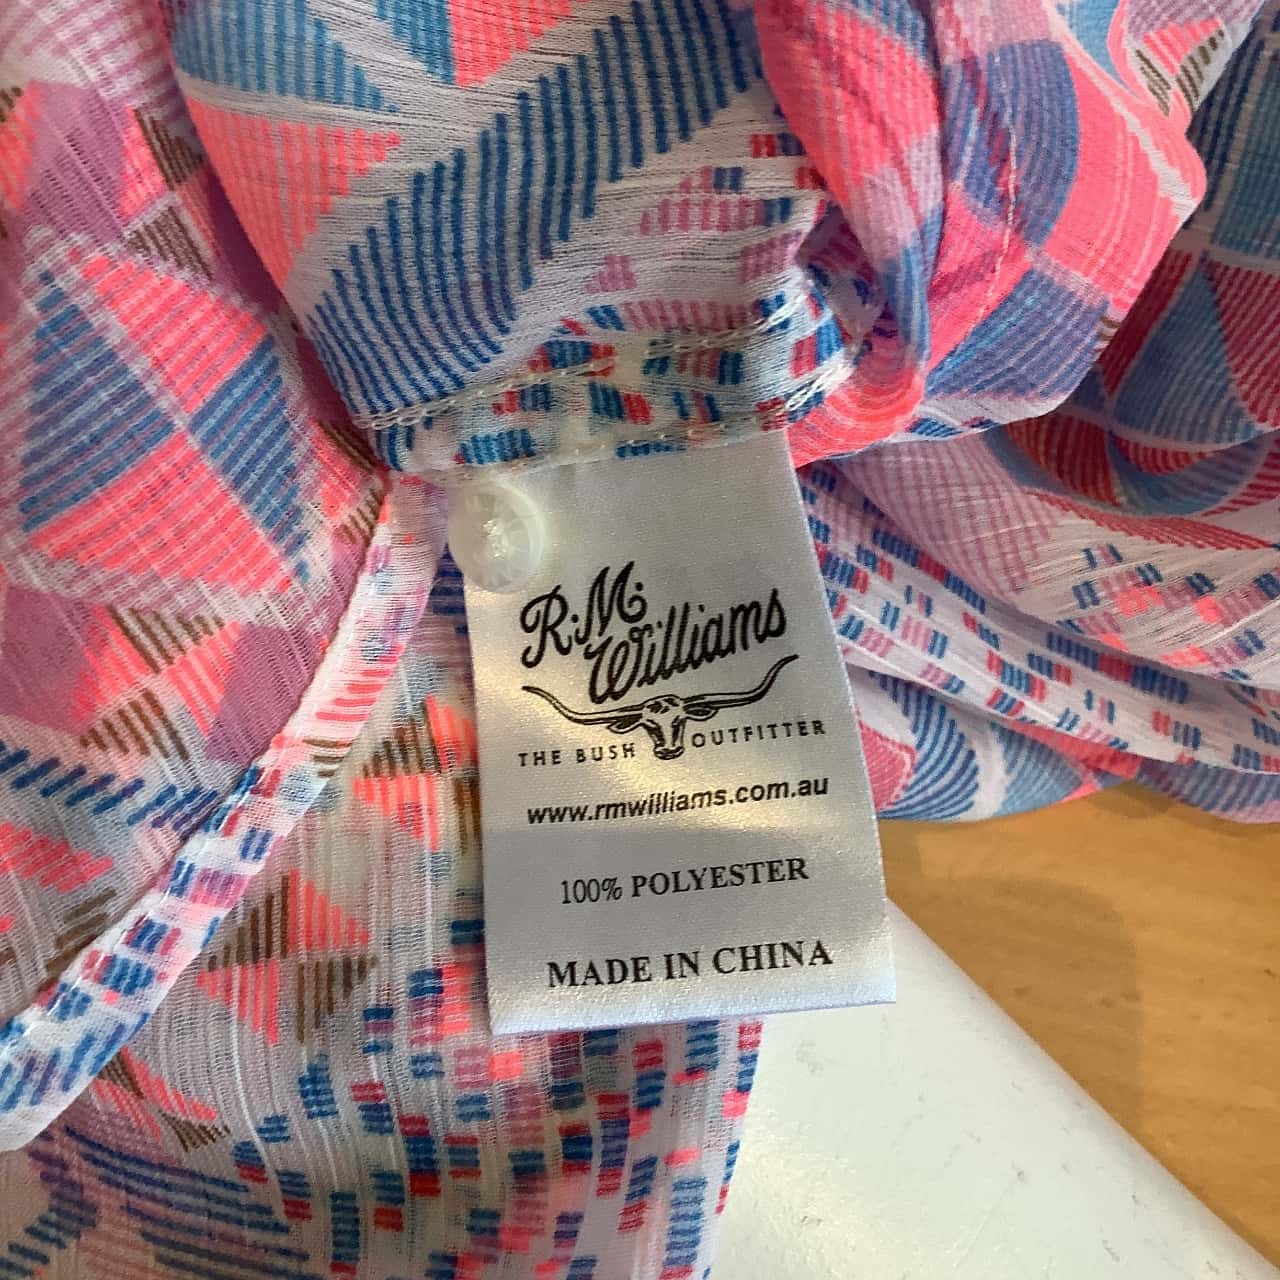 R.M.
Williams
THE BUSH OUTFITTER
www.rmwilliams.com.au
100% POLYESTER
MADE IN CHINA